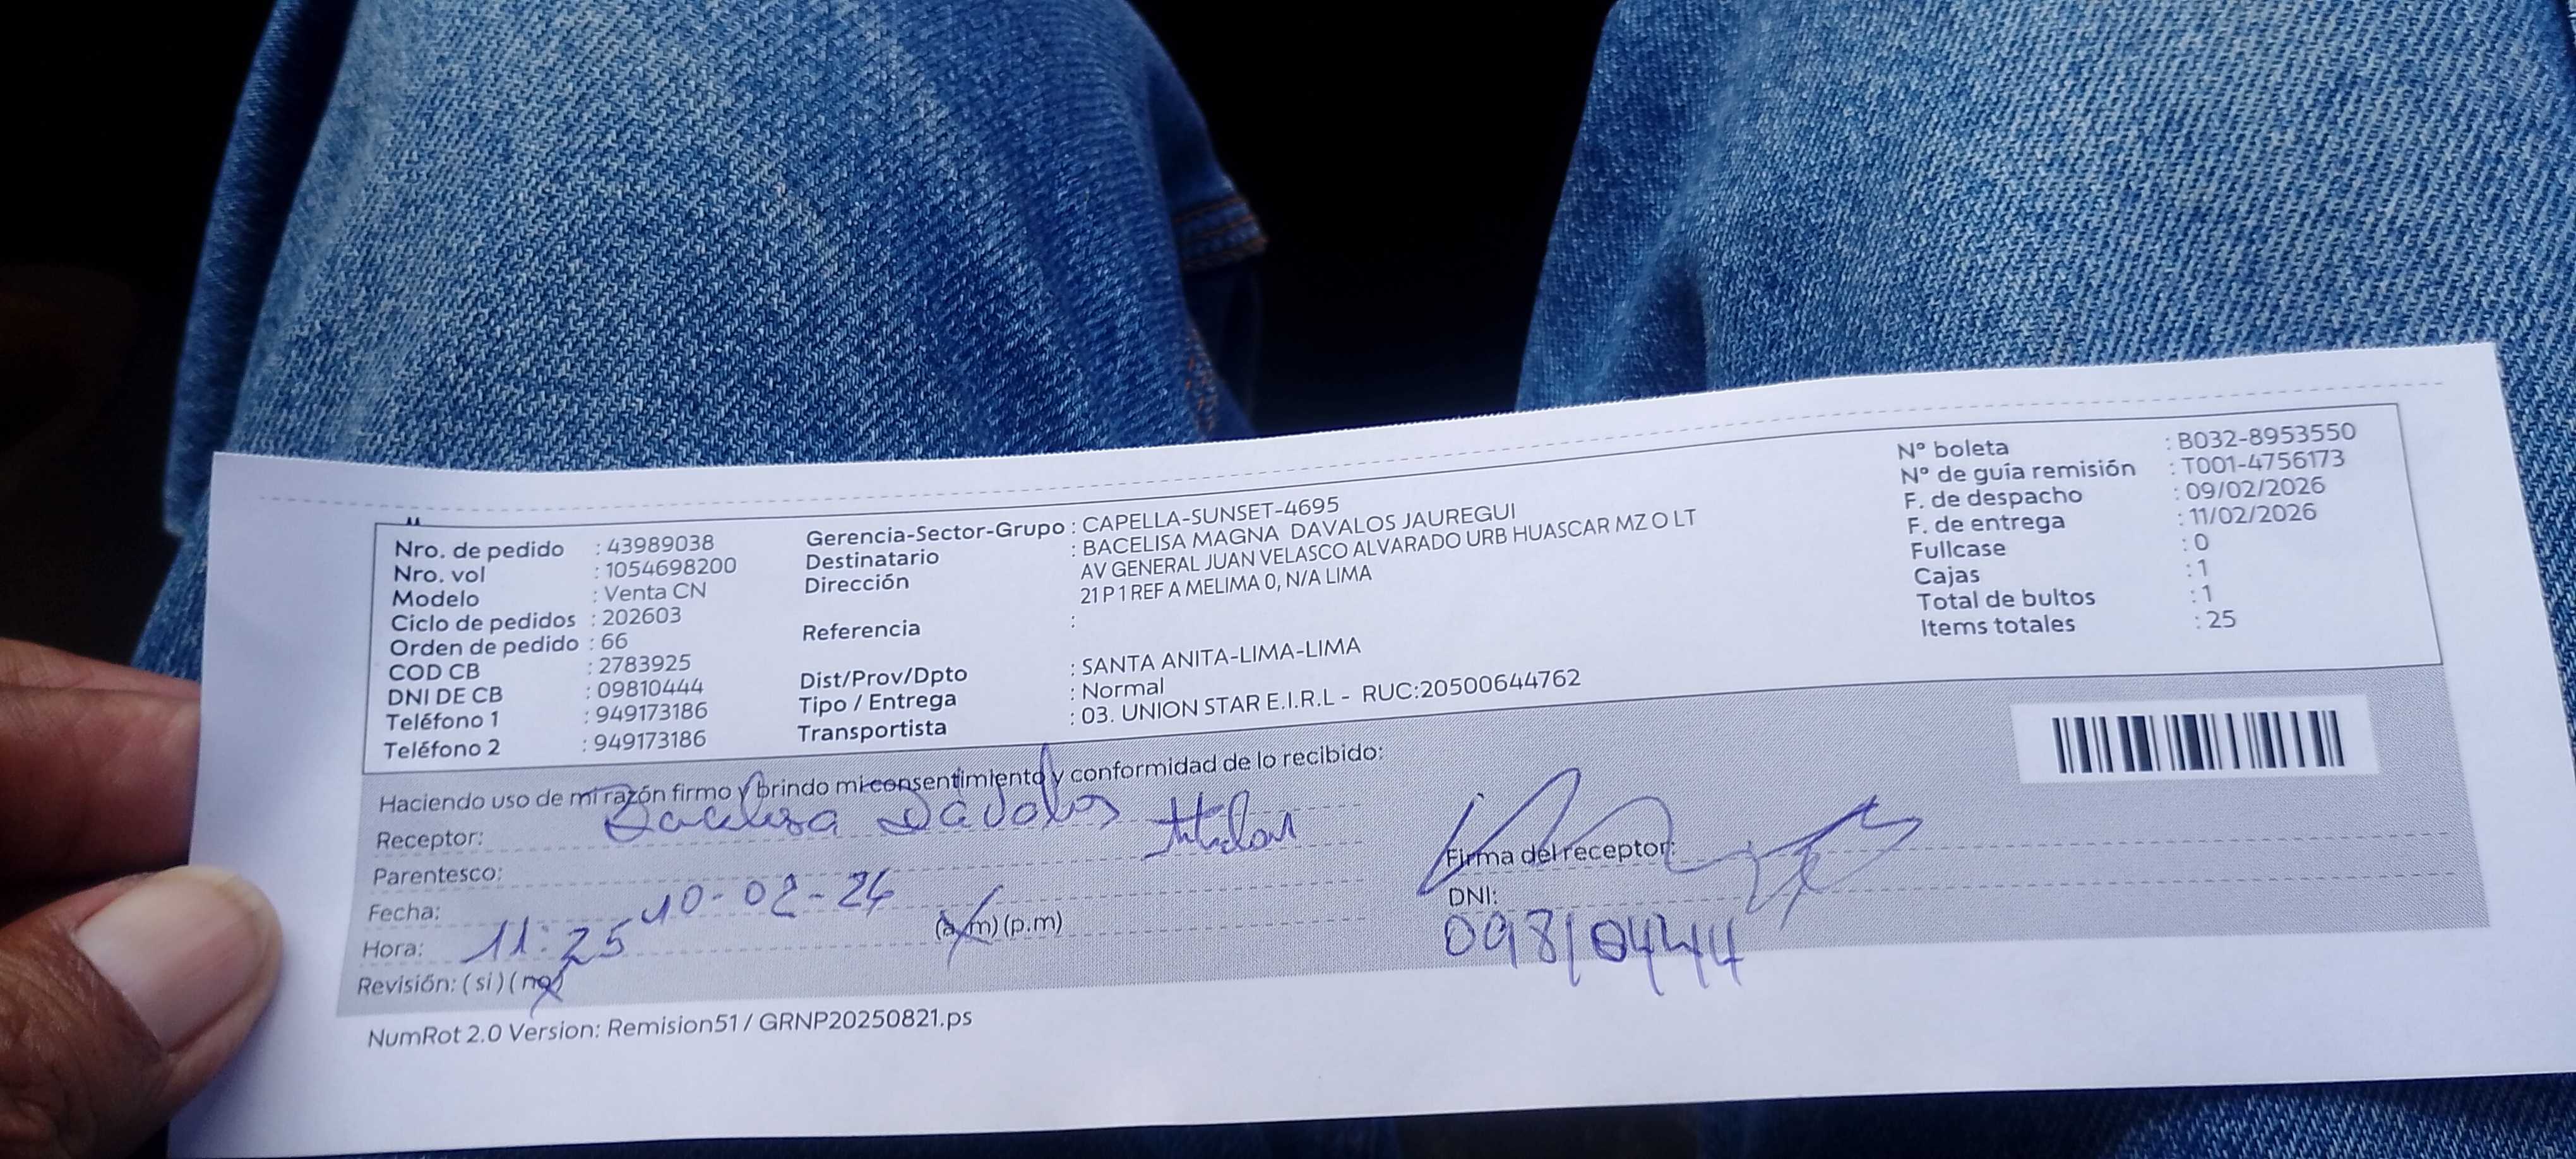 Nro. de pedido : 43989038
Nro. vol : 1054698200
Modelo : Venta CN
Ciclo de pedidos : 202603
Orden de pedido : 66
COD CB : 2783925
DNI DE CB : 09810444
Teléfono 1 : 949173186
Teléfono 2 : 949173186
Gerencia-Sector-Grupo : CAPELLA-SUNSET-4695
Destinatario : BACELISA MAGNA DAVALOS JAUREGUI
Dirección AV GENERAL JUAN VELASCO ALVARADO URB HUASCAR MZ O LT
21 P 1 REF A MELIMA 0, N/A LIMA
Referencia :
Dist/Prov/Dpto : SANTA ANITA-LIMA-LIMA
Tipo / Entrega : Normal
Transportista : 03. UNION STAR E.I.R.L - RUC:20500644762
N° boleta : B032-8953550
N° de guía remisión : T001-4756173
F. de despacho : 09/02/2026
F. de entrega : 11/02/2026
Fullcase : 0
Cajas : 1
Total de bultos : 1
Items totales : 25
Haciendo uso de mi razón firmo y brindo mi consentimiento y conformidad de lo recibido:
Receptor: Bacelisa Dávalos titular
Parentesco:
Fecha: 10-02-26
Hora: 11:25 (a.m) (p.m)
Revisión: (si) (no)
Firma del receptor:
DNI:
09810444
NumRot 2.0 Version: Remision51 / GRNP20250821.ps